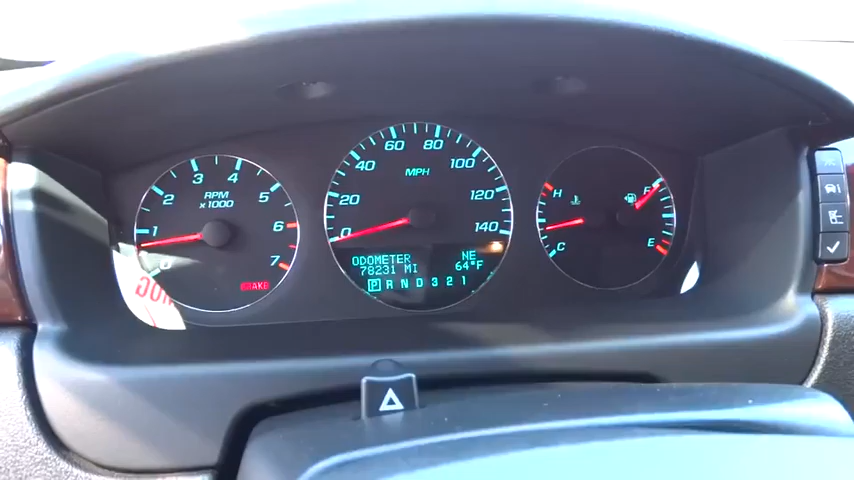 1 2 3 4 5 6 7
RPM
x1000
BRAKE
0 20 40 60 80 100 120 140
MPH
ODOMETER NE
78231 MI 64°F
P R N D 3 2 1
H
C
F
E